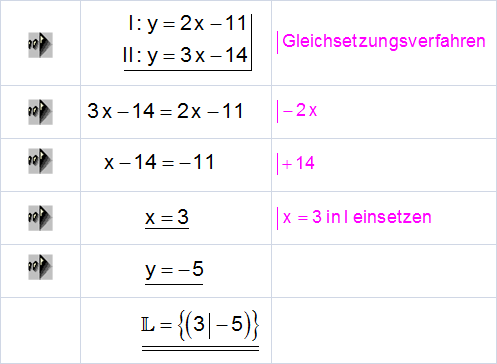 I: y = 2x − 11
II: y = 3x − 14
|Gleichsetzungsverfahren
3x − 14 = 2x − 11 |− 2x
x − 14 = −11 |+ 14
x = 3 |x = 3 in I einsetzen
y = −5
𝕃 = {(3|−5)}